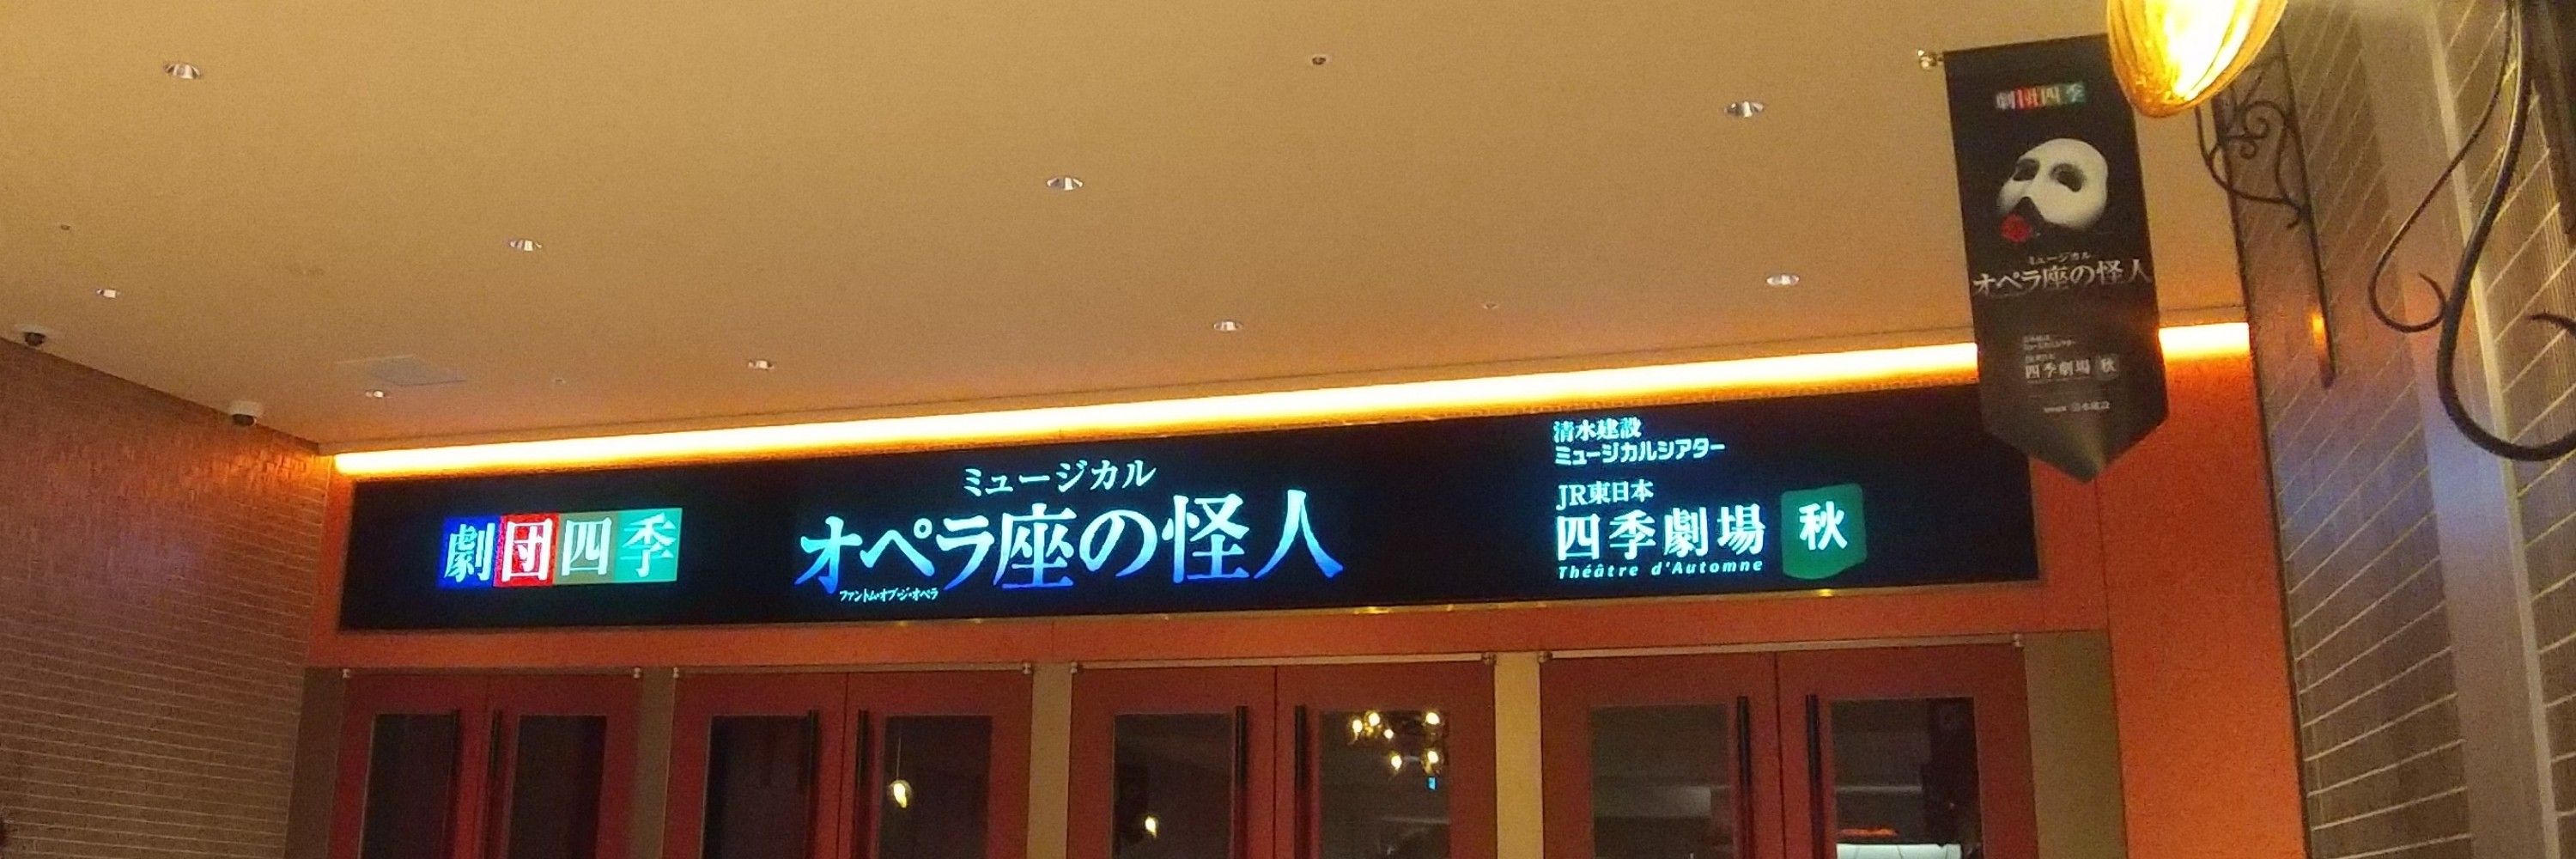 劇団四季
ミュージカル
オペラ座の怪人
ファントム・オブ・ジ・オペラ
清水建設
ミュージカルシアター
JR東日本
四季劇場 秋
Théâtre d'Automne
劇団四季
ミュージカル
オペラ座の怪人
四季劇場 秋